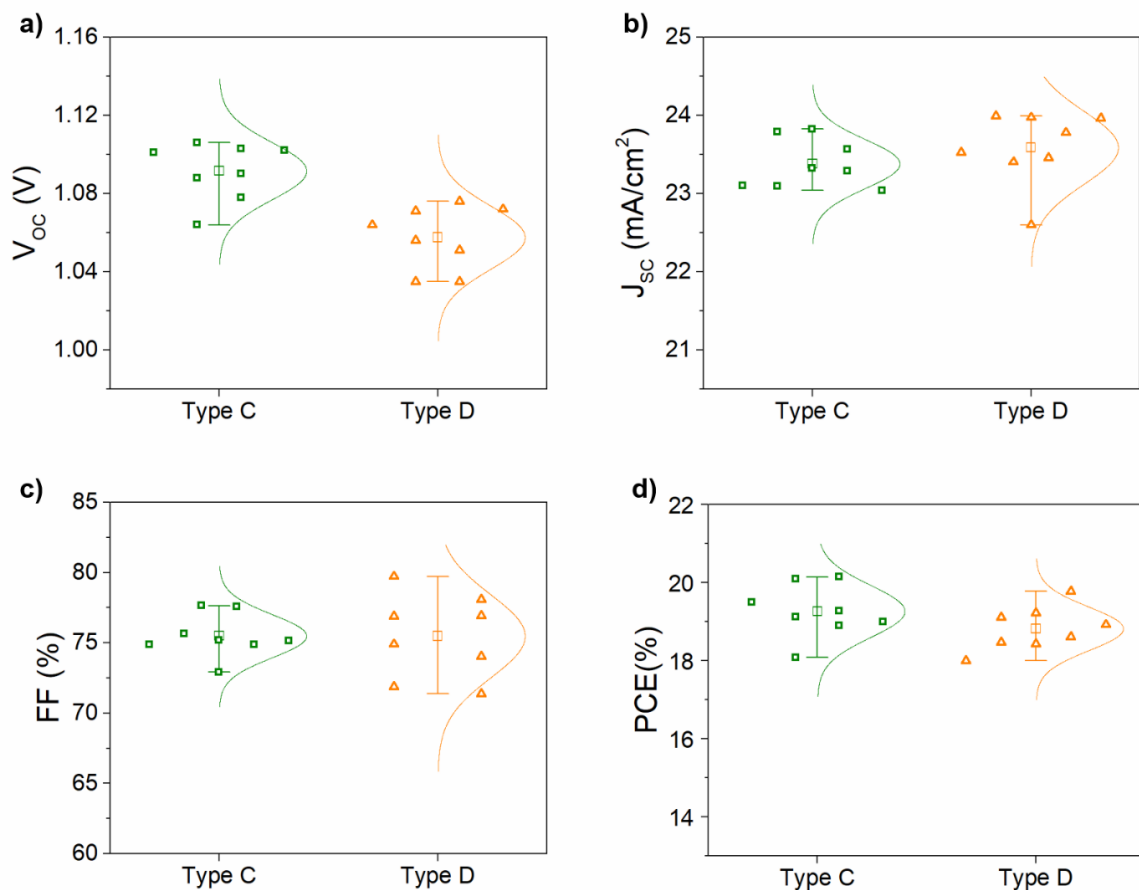 a)
1.16
1.12
1.08
1.04
1.00
V_OC (V)
Type C Type D
b)
25
24
23
22
21
J_SC (mA/cm²)
Type C Type D
c)
85
80
75
70
65
60
FF (%)
Type C Type D
d)
22
20
18
16
14
PCE(%)
Type C Type D